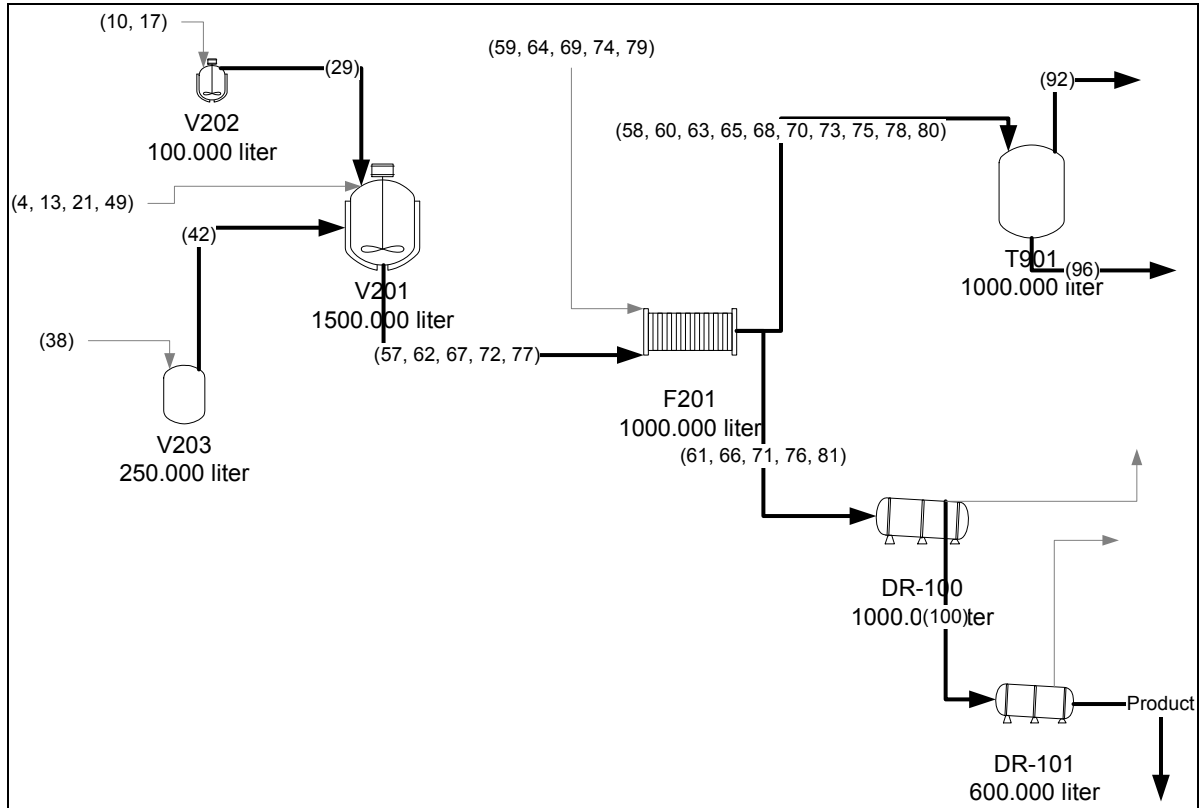 (10, 17)
(59, 64, 69, 74, 79)
(29)
(92)
V202
100.000 liter
(58, 60, 63, 65, 68, 70, 73, 75, 78, 80)
(4, 13, 21, 49)
(42)
T901
(96)
1000.000 liter
V201
1500.000 liter
(38)
(57, 62, 67, 72, 77)
F201
1000.000 liter
V203
250.000 liter
(61, 66, 71, 76, 81)
DR-100
(100)
Product
DR-101
600.000 liter